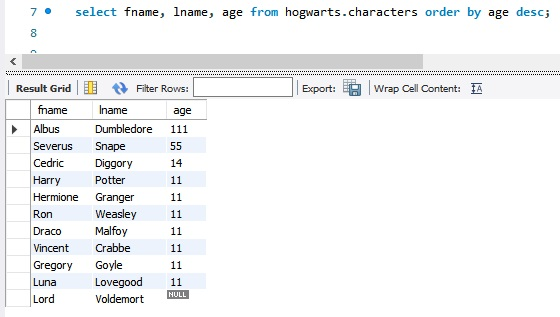 7 select fname, lname, age from hogwarts.characters order by age desc;
8
Result Grid Filter Rows: Export: Wrap Cell Content: IA
fname lname age
Albus Dumbledore 111
Severus Snape 55
Cedric Diggory 14
Harry Potter 11
Hermione Granger 11
Ron Weasley 11
Draco Malfoy 11
Vincent Crabbe 11
Gregory Goyle 11
Luna Lovegood 11
Lord Voldemort NULL